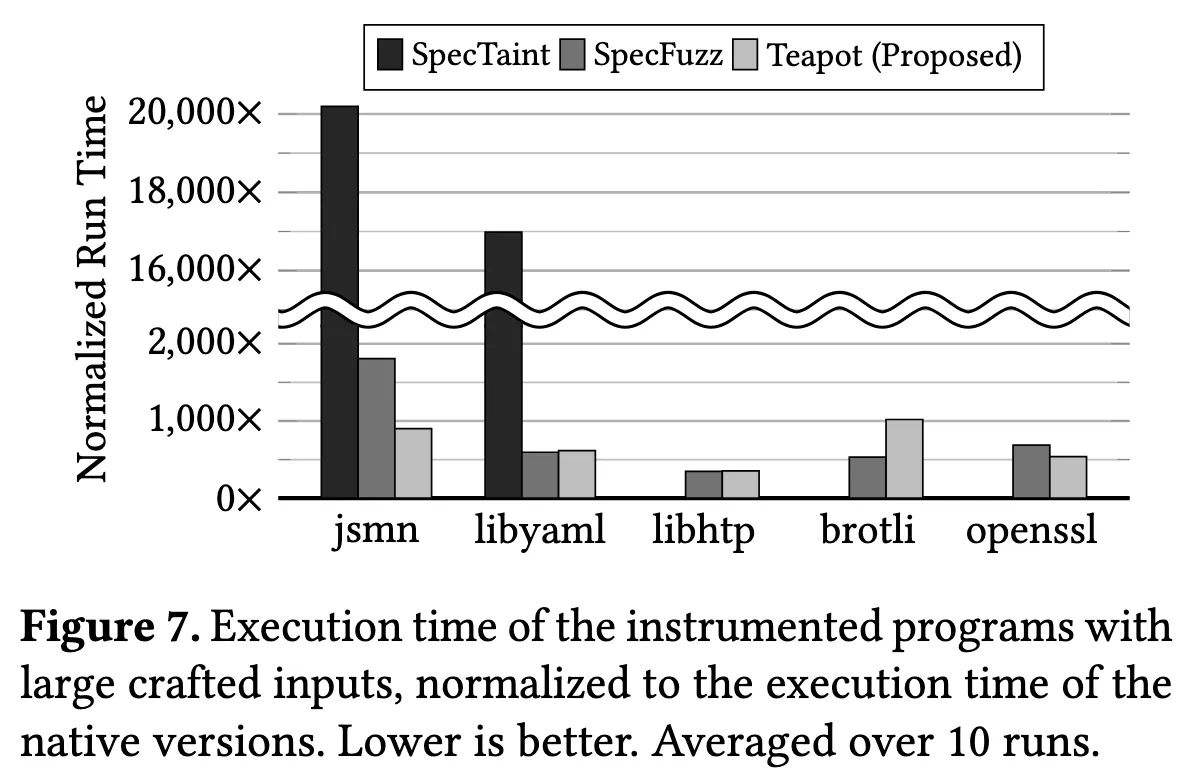 SpecTaint SpecFuzz Teapot (Proposed)
Normalized Run Time
20,000×
18,000×
16,000×
2,000×
1,000×
0×
jsmn libyaml libhtp brotli openssl
Figure 7. Execution time of the instrumented programs with
large crafted inputs, normalized to the execution time of the
native versions. Lower is better. Averaged over 10 runs.